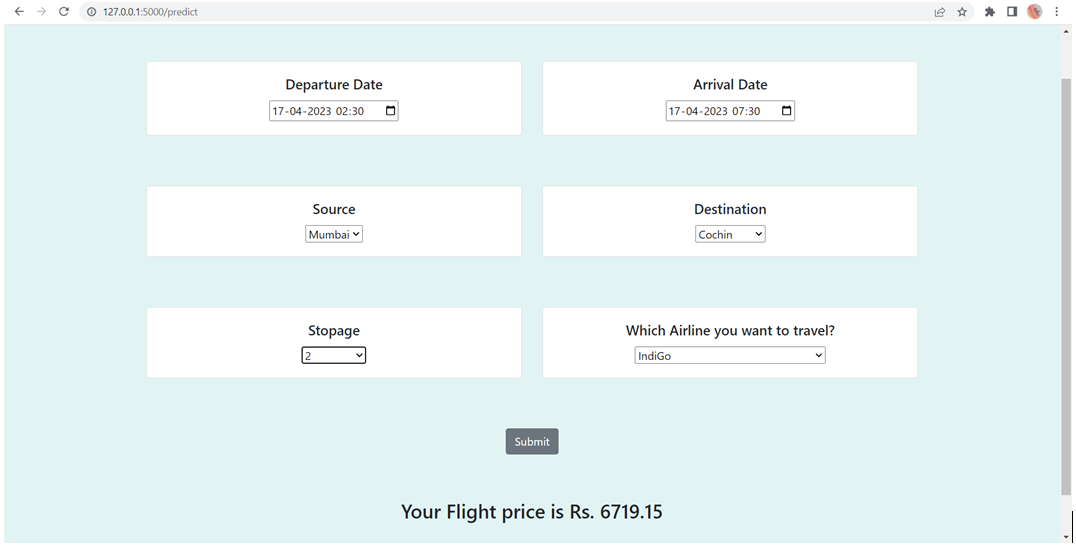 127.0.0.1:5000/predict
Departure Date
17-04-2023 02:30
Arrival Date
17-04-2023 07:30
Source
Mumbai
Destination
Cochin
Stopage
2
Which Airline you want to travel?
IndiGo
Submit
Your Flight price is Rs. 6719.15